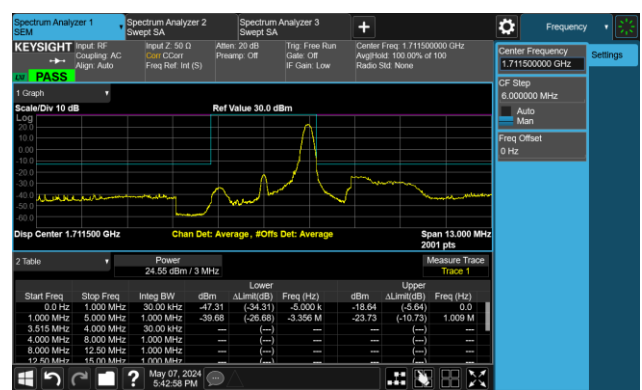 Spectrum Analyzer 1
SEM
Spectrum Analyzer 2
Swept SA
Spectrum Analyzer 3
Swept SA
Frequency
KEYSIGHT
Input: RF
Coupling: AC
Align: Auto
Input Z: 50 Ω
Corr CCorr
Freq Ref: Int (S)
Atten: 20 dB
Preamp: Off
Trig: Free Run
Gate: Off
IF Gain: Low
Center Freq: 1.711500000 GHz
Avg|Hold: 100.00% of 100
Radio Std: None
PASS
Center Frequency
1.711500000 GHz
Settings
CF Step
6.000000 MHz
Auto
Man
Freq Offset
0 Hz
1 Graph
Scale/Div 10 dB
Ref Value 30.0 dBm
Log
20.0
10.0
0.00
-10.0
-20.0
-30.0
-40.0
-50.0
-60.0
Disp Center 1.711500 GHz
Chan Det: Average, #Offs Det: Average
Span 13.000 MHz
2001 pts
2 Table
Power
24.55 dBm / 3 MHz
Measure Trace
Trace 1
Lower Upper
Start Freq Stop Freq Integ BW dBm ΔLimit(dB) Freq (Hz) dBm ΔLimit(dB) Freq (Hz)
0.0 Hz 1.000 MHz 30.00 kHz -47.31 (-34.31) -5.000 k -18.64 (-5.64) 0.0
1.000 MHz 5.000 MHz 1.000 MHz -39.68 (-26.68) -3.356 M -23.73 (-10.73) 1.009 M
3.515 MHz 4.000 MHz 30.00 kHz --- (---) --- --- (---) ---
4.000 MHz 8.000 MHz 1.000 MHz --- (---) --- --- (---) ---
8.000 MHz 12.50 MHz 1.000 MHz --- (---) --- --- (---) ---
12.50 MHz 15.00 MHz 1.000 MHz --- (---) --- --- (---) ---
?
May 07, 2024
5:42:58 PM